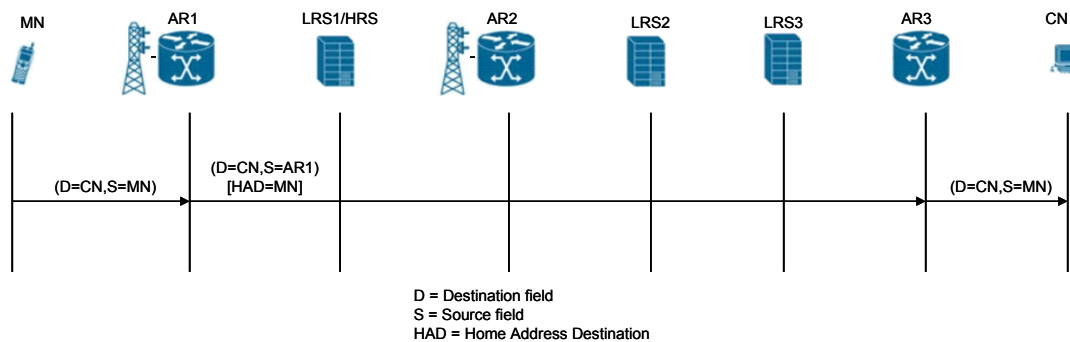 MN
AR1
LRS1/HRS
AR2
LRS2
LRS3
AR3
CN
(D=CN,S=MN)
(D=CN,S=AR1)
[HAD=MN]
(D=CN,S=MN)
D = Destination field
S = Source field
HAD = Home Address Destination